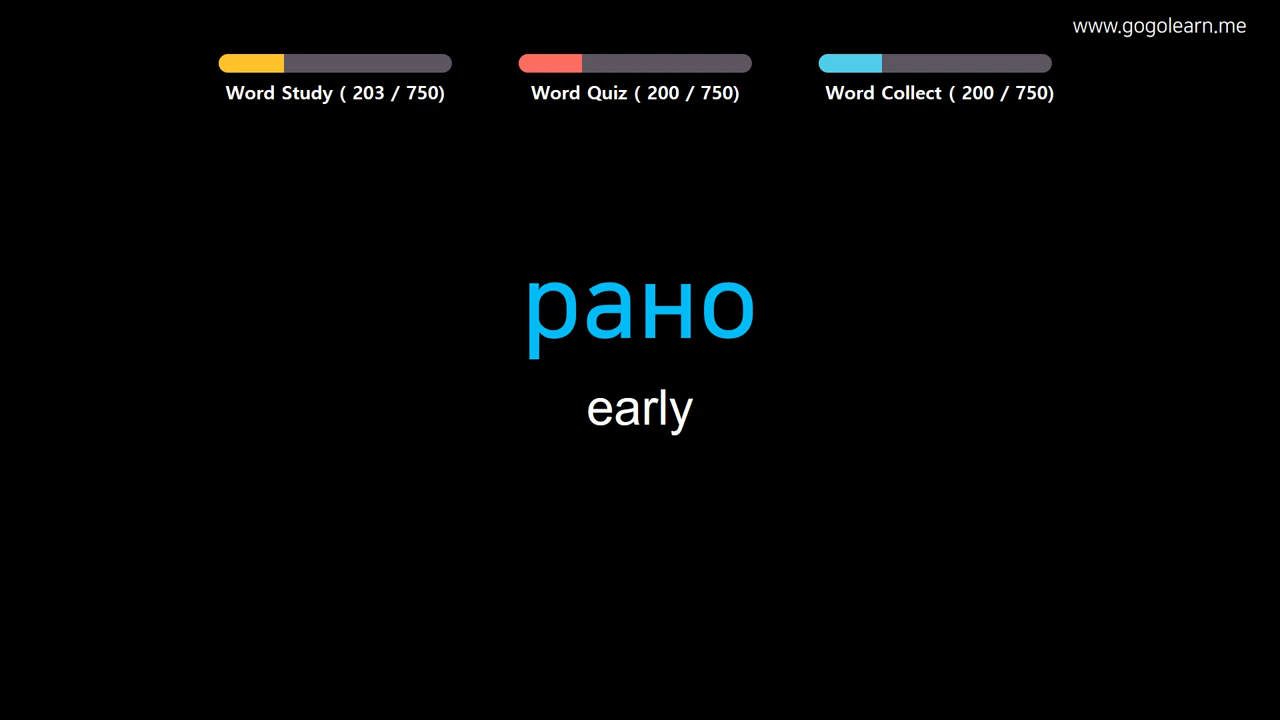 www.gogolearn.me
Word Study ( 203 / 750)
Word Quiz ( 200 / 750)
Word Collect ( 200 / 750)
рано
early